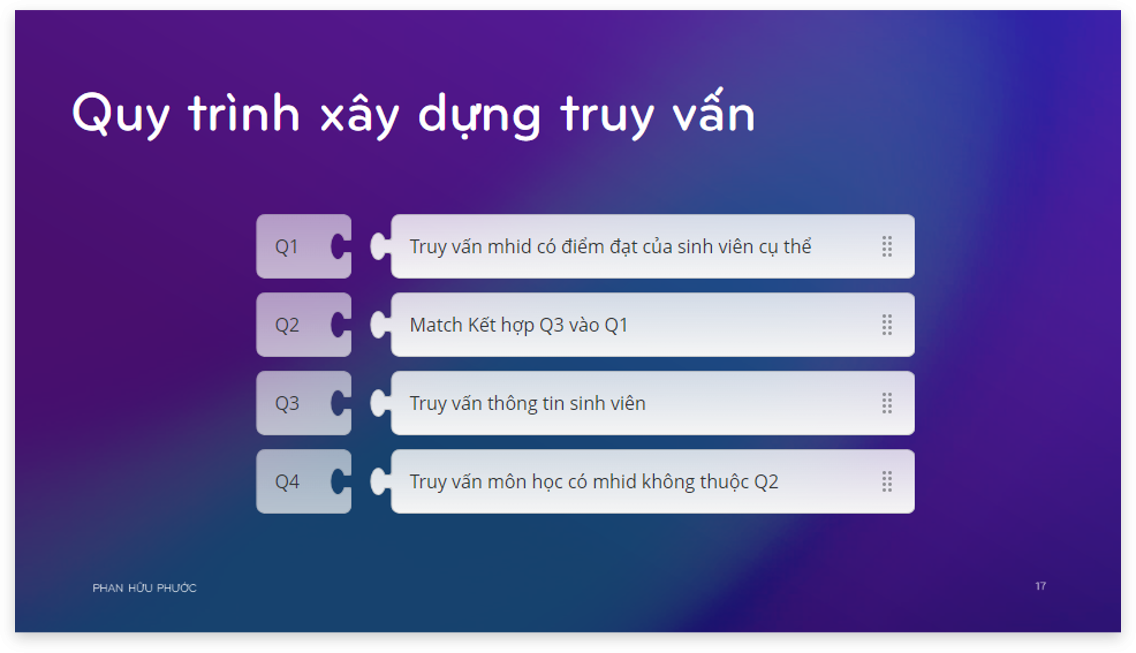 Quy trình xây dựng truy vấn
Q1 Truy vấn mhid có điểm đạt của sinh viên cụ thể
Q2 Match Kết hợp Q3 vào Q1
Q3 Truy vấn thông tin sinh viên
Q4 Truy vấn môn học có mhid không thuộc Q2
PHAN HỮU PHƯỚC 17